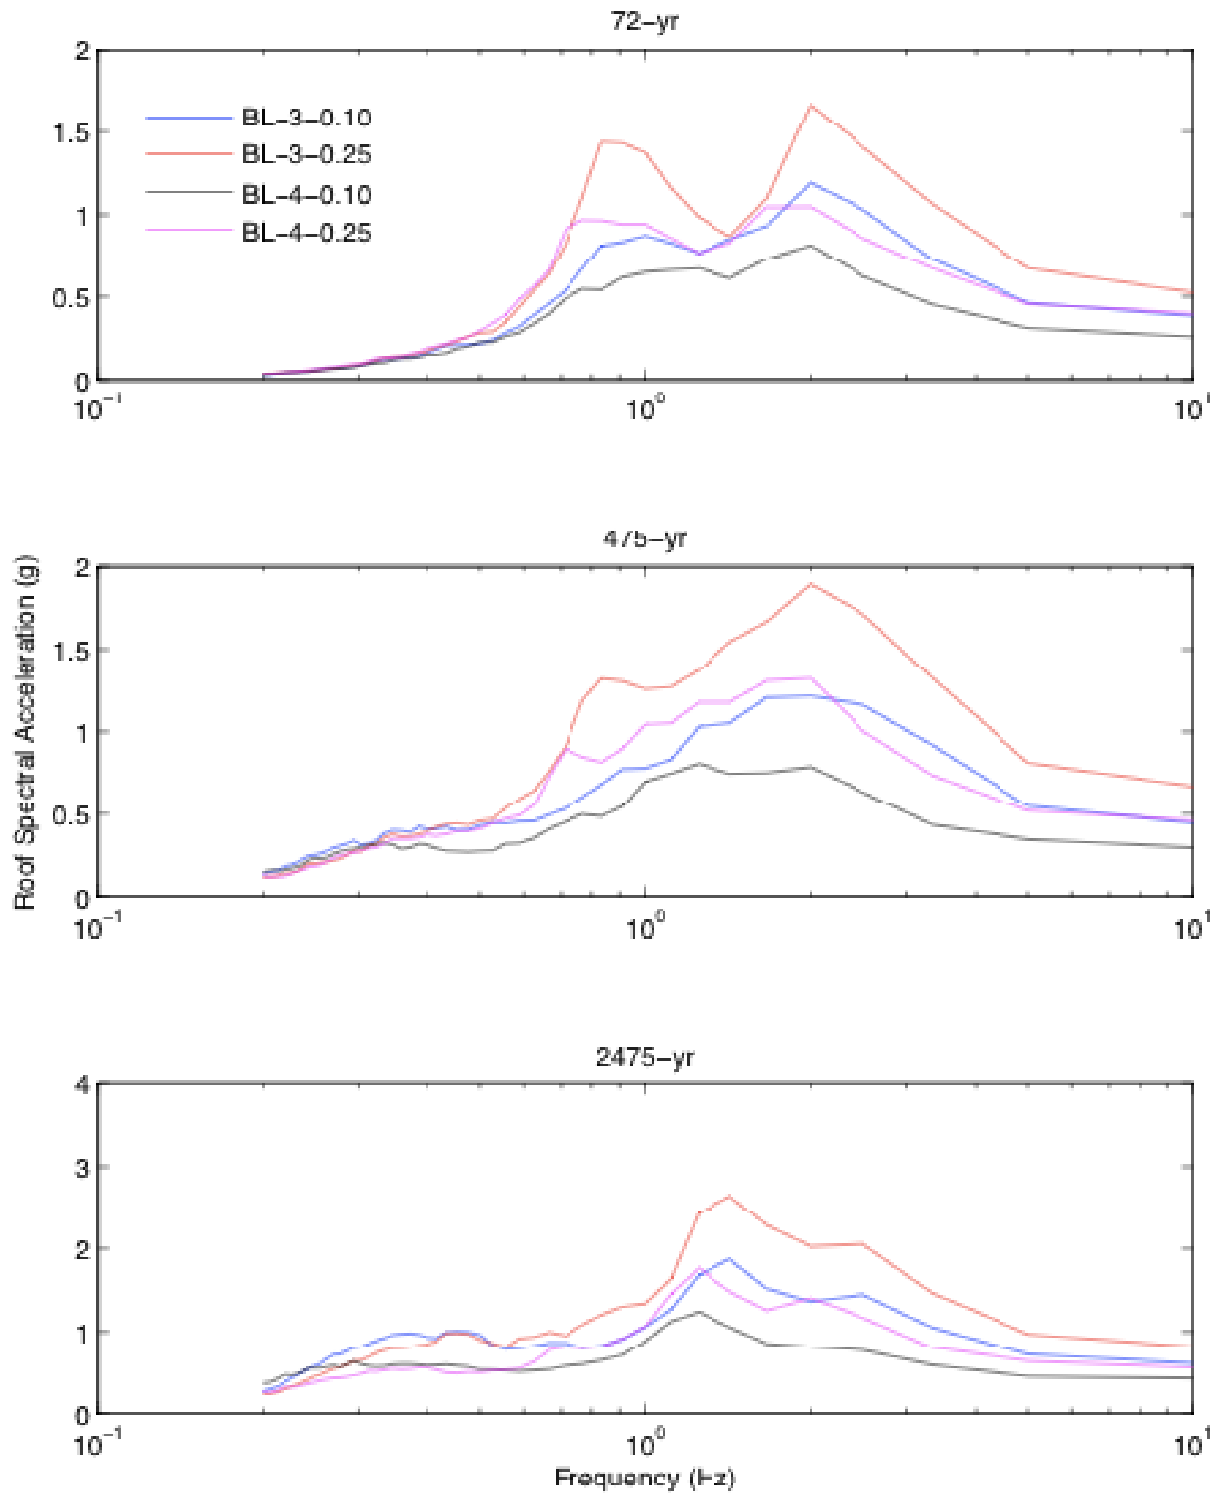 72-yr
2
1.5
1
0.5
0
BL-3-0.10
BL-3-0.25
BL-4-0.10
BL-4-0.25
10⁻¹ 10⁰ 10¹
475-yr
2
1.5
1
0.5
0
10⁻¹ 10⁰ 10¹
Roof Spectral Acceleration (g)
2475-yr
4
3
2
1
0
10⁻¹ 10⁰ 10¹
Frequency (Hz)